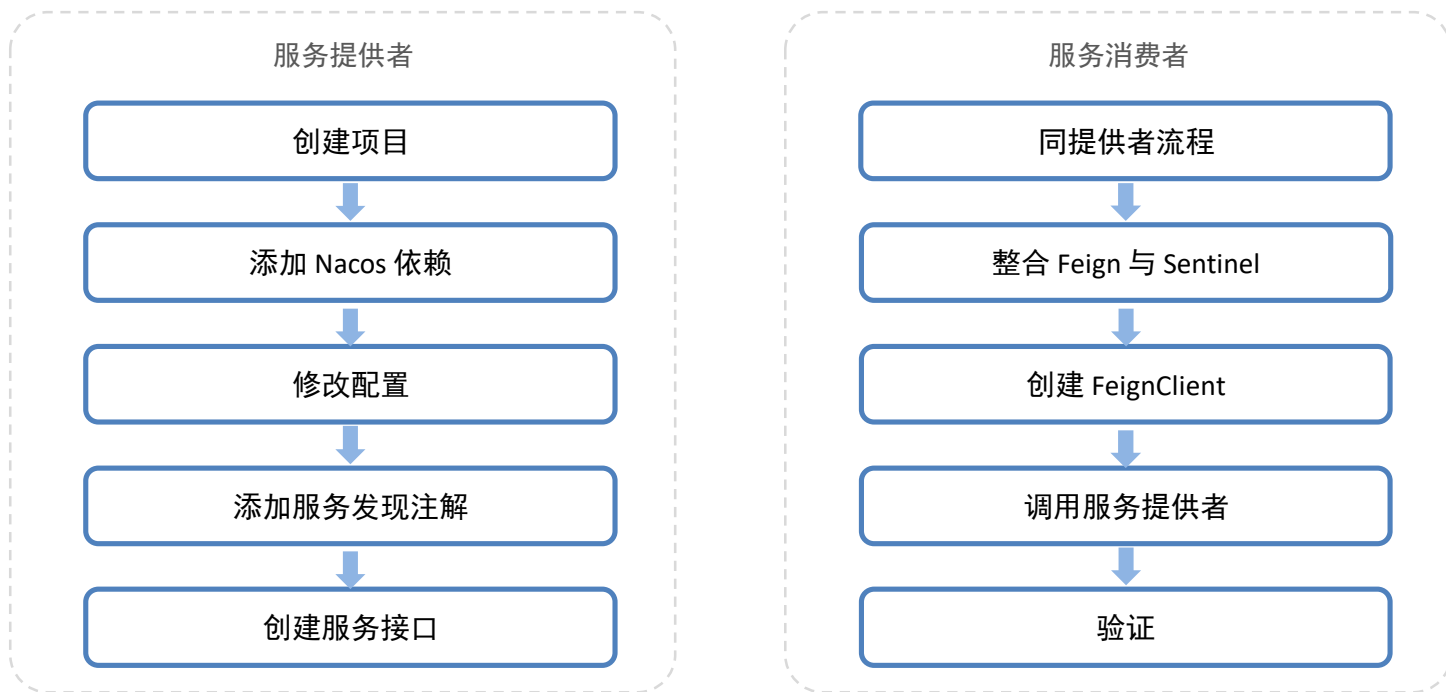 服务提供者
创建项目
添加 Nacos 依赖
修改配置
添加服务发现注解
创建服务接口
服务消费者
同提供者流程
整合 Feign 与 Sentinel
创建 FeignClient
调用服务提供者
验证